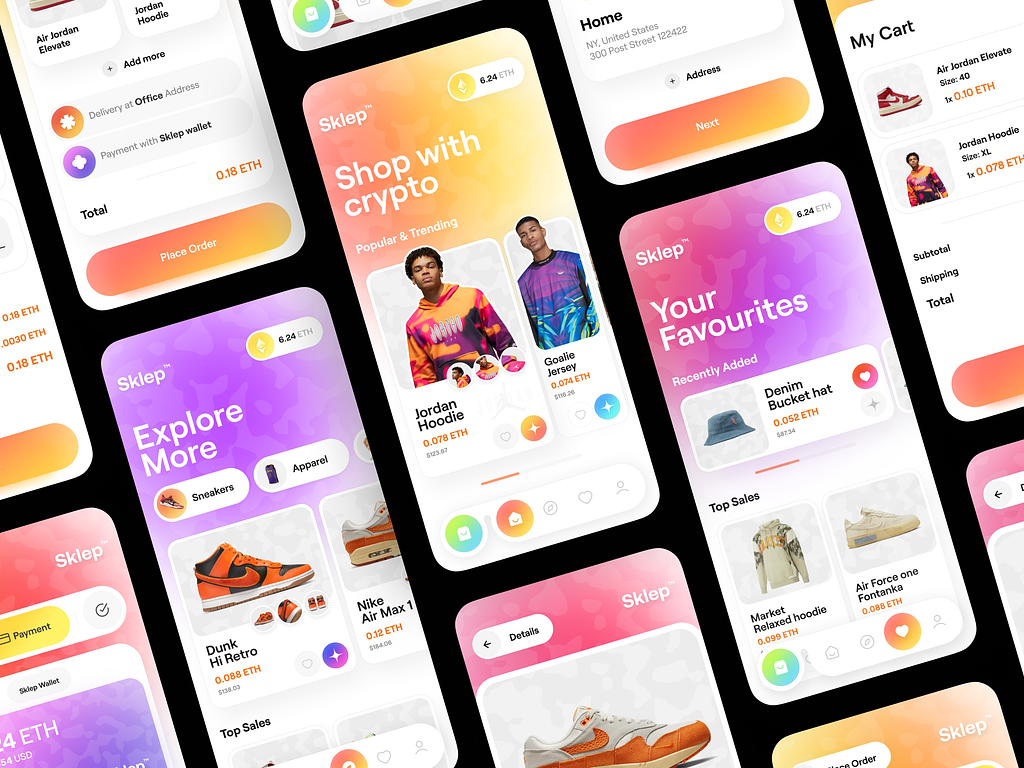 Air Jordan
Elevate
Jordan
Hoodie
Add more
Delivery at Office Address
Payment with Sklep wallet
0.18 ETH
Total
Place Order
0.18 ETH
.0030 ETH
0.18 ETH
Sklep™
Payment
Sklep Wallet
24 ETH
54 USD
Sklep™
6.24 ETH
Sklep™
Explore
More
Sneakers
Apparel
Dunk
Hi Retro
0.088 ETH
$138.03
Nike
Air Max 1
0.12 ETH
$184.06
Top Sales
6.24 ETH
Sklep™
Shop with
crypto
Popular & Trending
Jordan
Hoodie
0.078 ETH
$123.67
Goalie
Jersey
0.074 ETH
$116.26
Sklep™
Details
Home
NY, United States
300 Post Street 122422
Address
Next
6.24 ETH
Sklep™
Your
Favourites
Recently Added
Denim
Bucket hat
0.052 ETH
$87.34
Top Sales
Market
Relaxed hoodie
0.099 ETH
Air Force one
Fontanka
0.088 ETH
Sklep™
Place Order
My Cart
Air Jordan Elevate
Size: 40
1x 0.10 ETH
Jordan Hoodie
Size: XL
1x 0.078 ETH
Subtotal
Shipping
Total